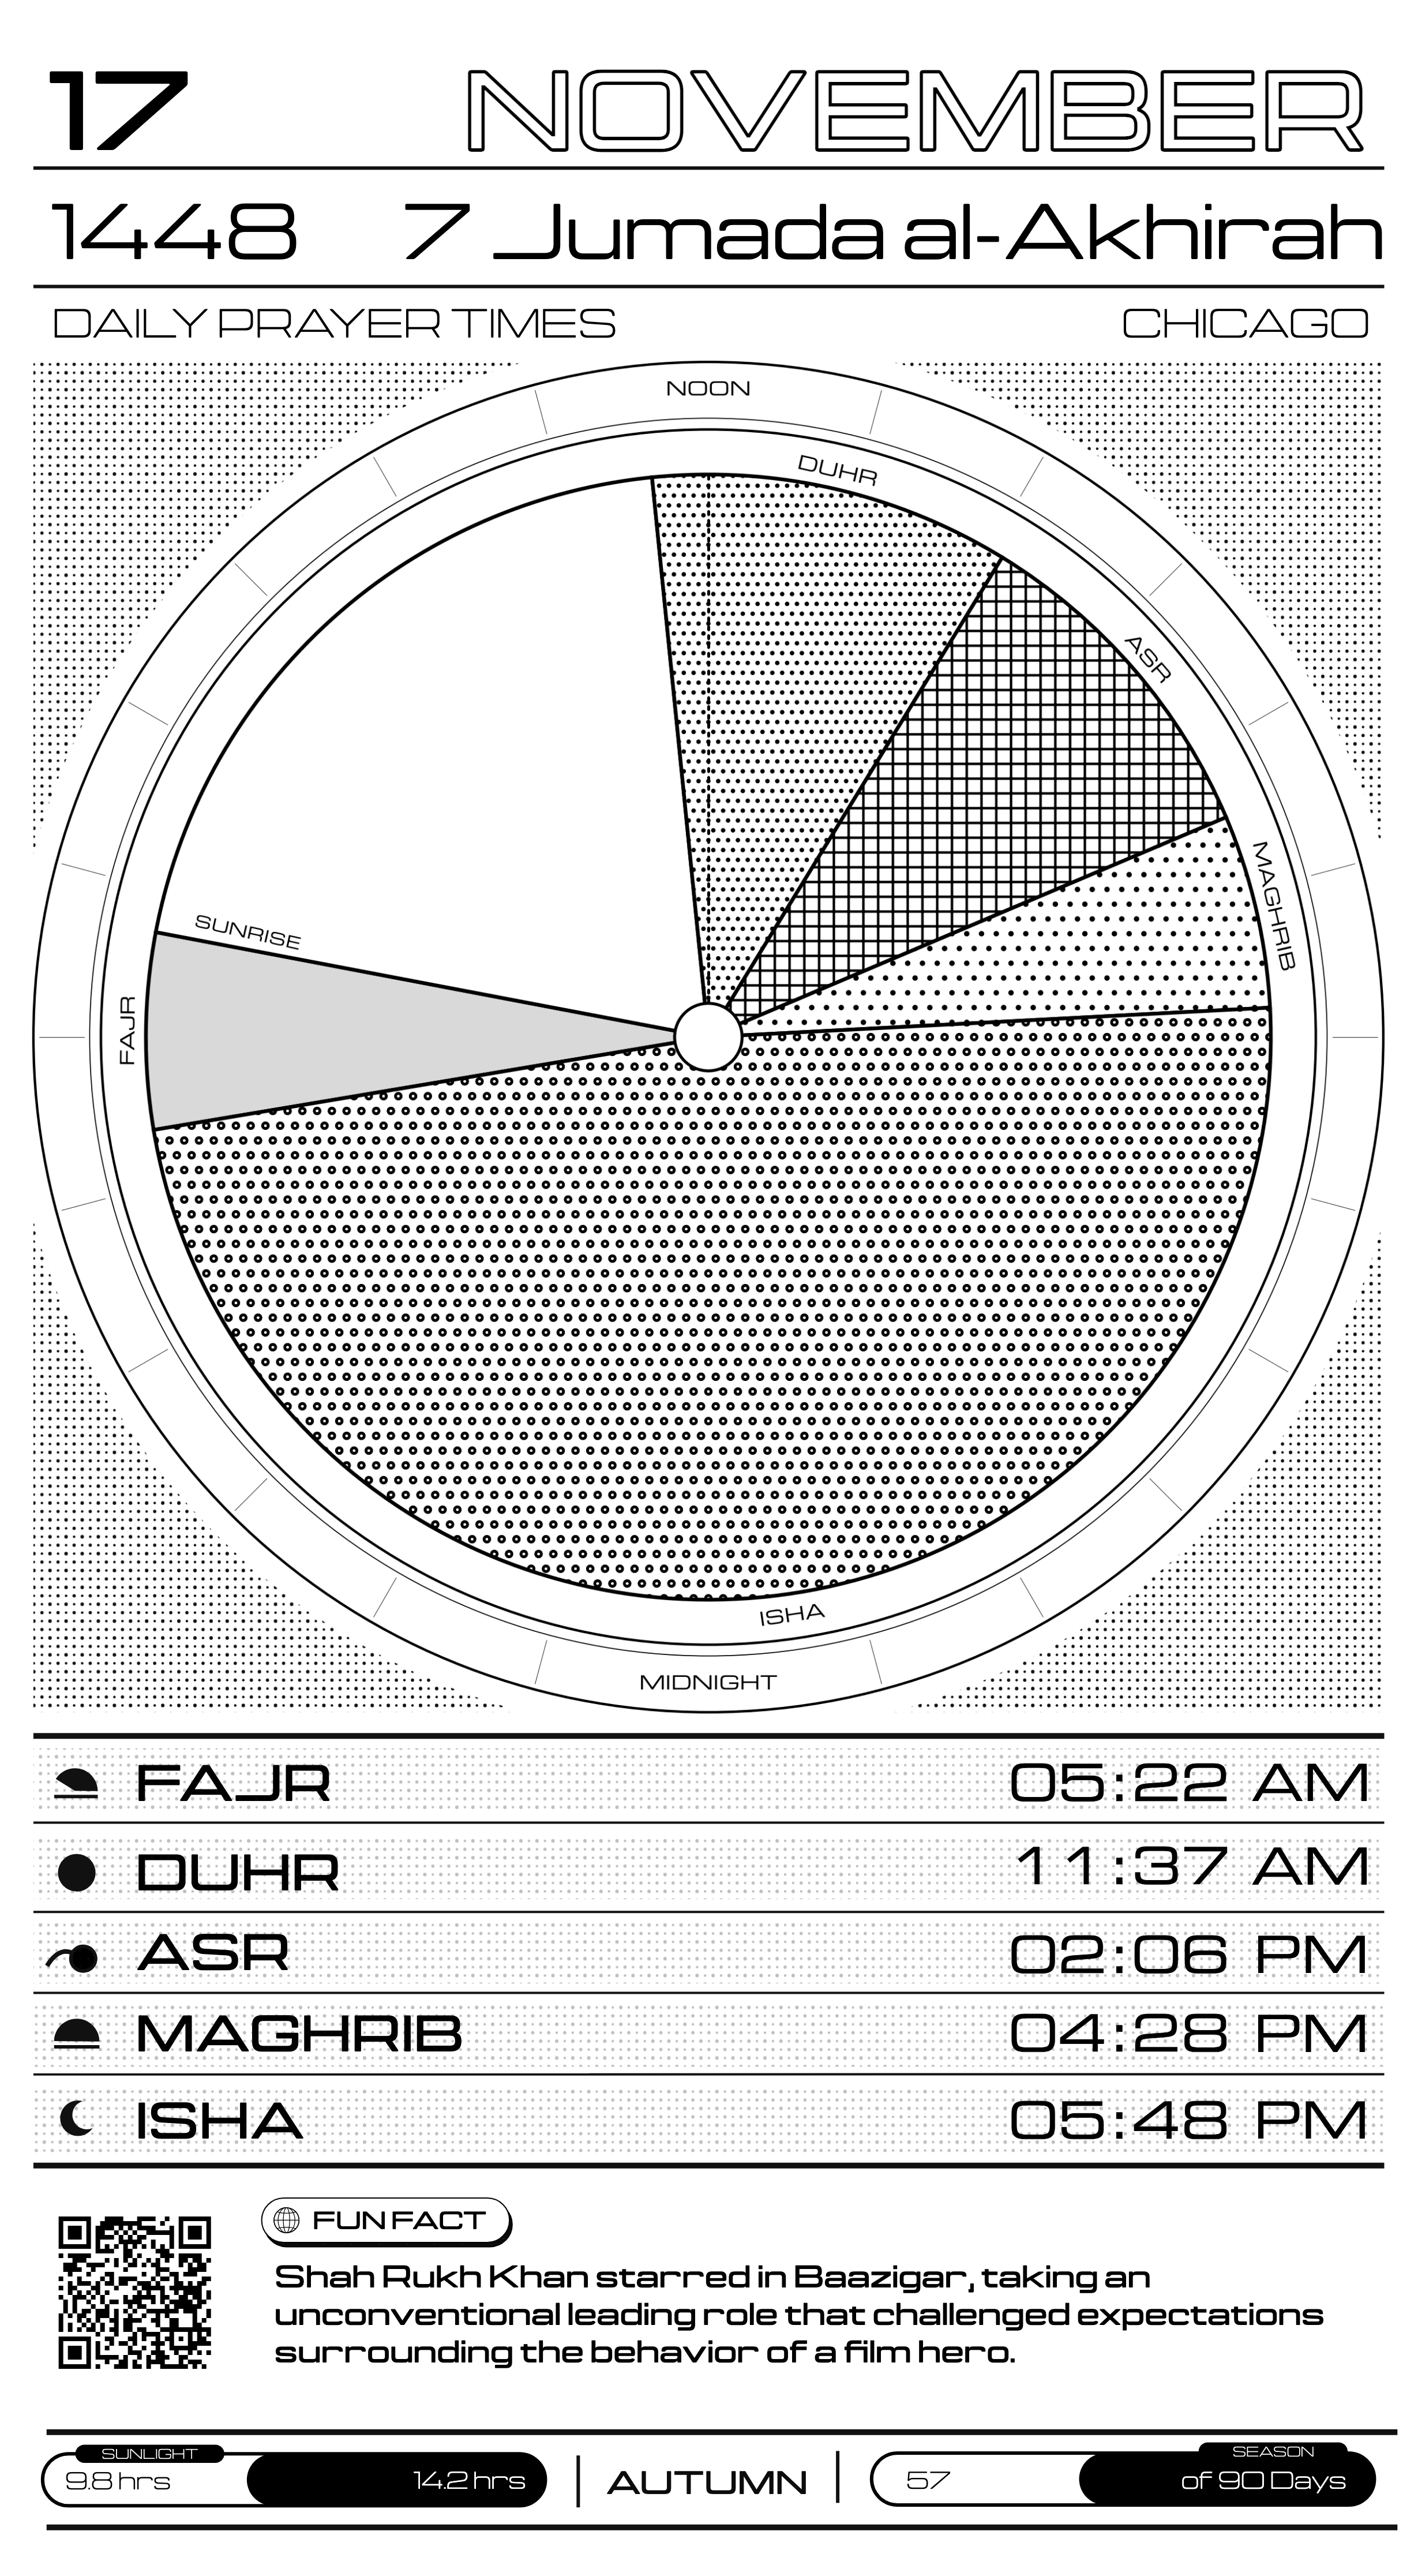 17 NOVEMBER
1448 7 Jumada al-Akhirah
DAILY PRAYER TIMES CHICAGO
NOON
DUHR
ASR
MAGHRIB
SUNRISE
FAJR
ISHA
MIDNIGHT
FAJR 05:22 AM
DUHR 11:37 AM
ASR 02:06 PM
MAGHRIB 04:28 PM
ISHA 05:48 PM
FUN FACT
Shah Rukh Khan starred in Baazigar, taking an
unconventional leading role that challenged expectations
surrounding the behavior of a film hero.
SUNLIGHT
9.8 hrs 14.2 hrs
AUTUMN
SEASON
57 of 90 Days